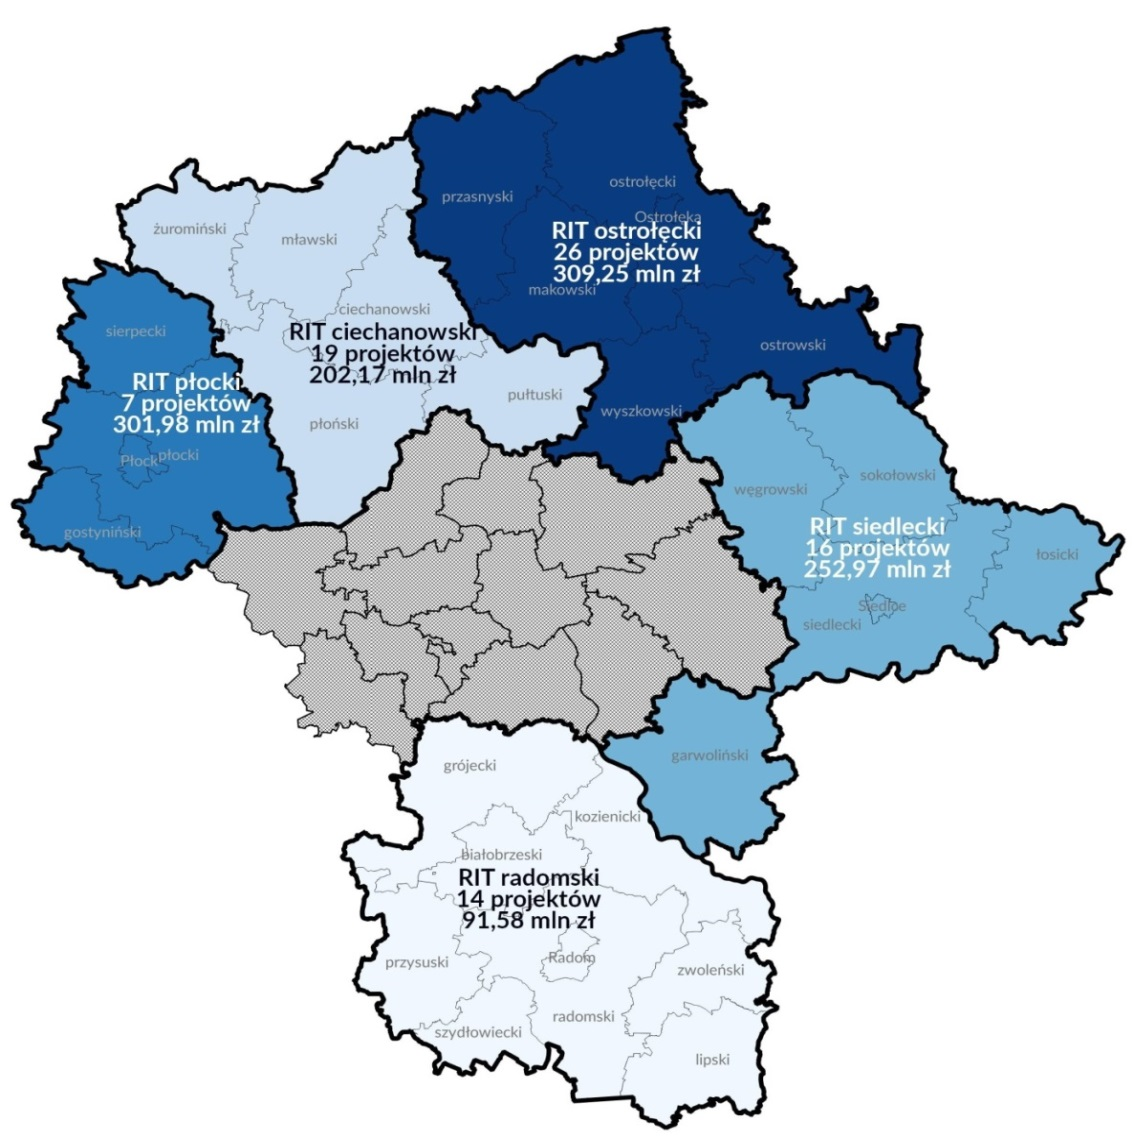 ostrołęcki
przasnyski
Ostrołęka
RIT ostrołęcki
26 projektów
309,25 mln zł
makowski
ostrowski
wyszkowski
żuromiński
mławski
ciechanowski
RIT ciechanowski
19 projektów
202,17 mln zł
pułtuski
płoński
sierpecki
RIT płocki
7 projektów
301,98 mln zł
Płock
płocki
gostyniński
węgrowski
sokołowski
RIT siedlecki
16 projektów
252,97 mln zł
łosicki
Siedlce
siedlecki
garwoliński
grójecki
kozienicki
białobrzeski
RIT radomski
14 projektów
91,58 mln zł
przysuski
Radom
zwoleński
radomski
szydłowiecki
lipski